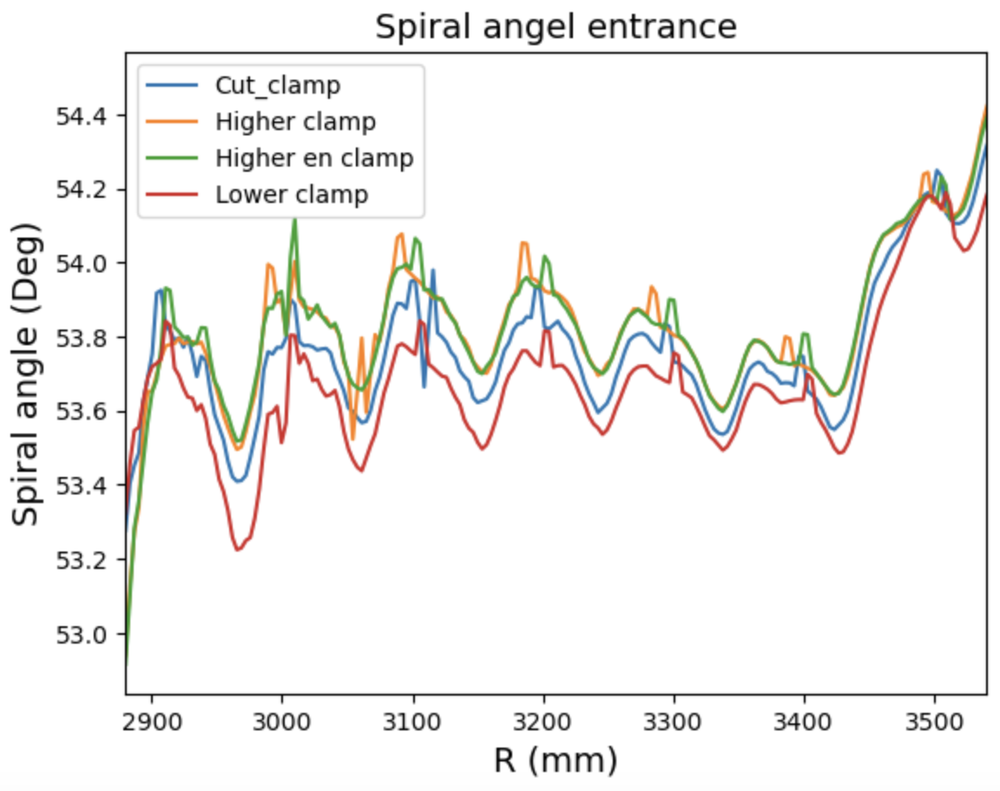 Spiral angel entrance
Cut_clamp
Higher clamp
Higher en clamp
Lower clamp
Spiral angle (Deg)
54.4
54.2
54.0
53.8
53.6
53.4
53.2
53.0
2900 3000 3100 3200 3300 3400 3500
R (mm)